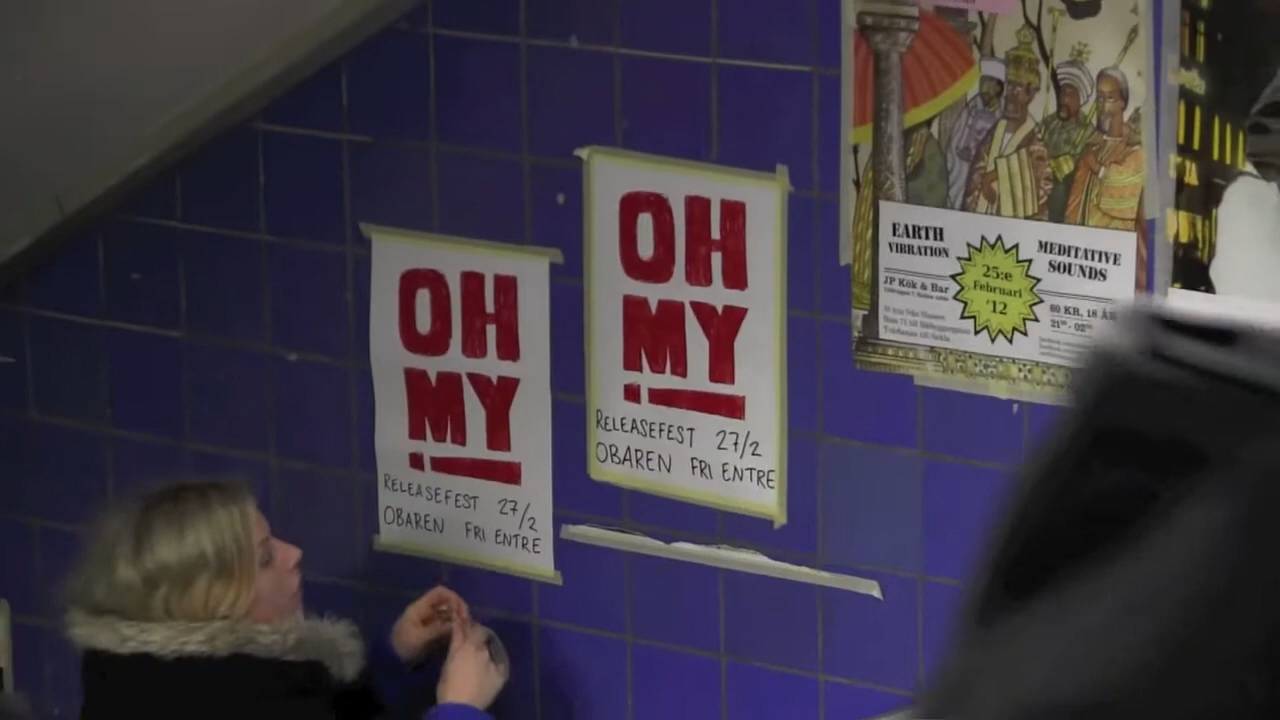 OH
MY!
RELEASEFEST 27/2
OBAREN FRI ENTRE
OH
MY!
RELEASEFEST 27/2
OBAREN FRI ENTRE
EARTH
VIBRATION
JP Kök & Bar
25:e
Februari
'12
MEDITATIVE
SOUNDS
60 KR, 18 ÅR